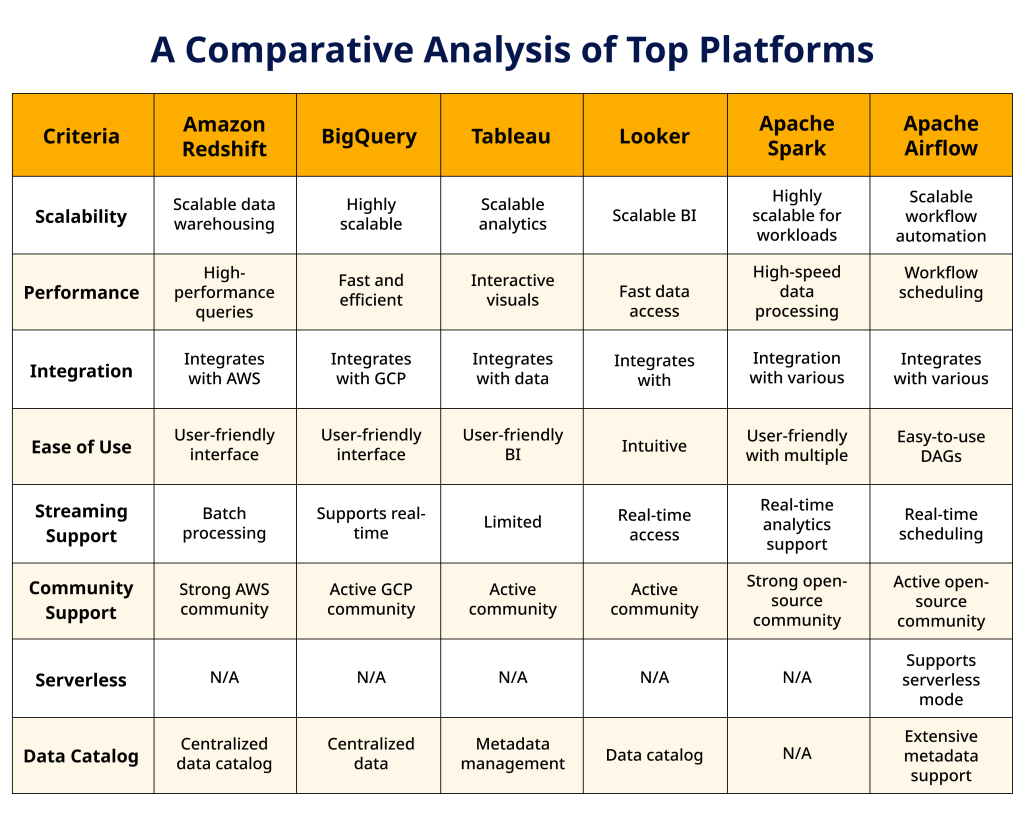 A Comparative Analysis of Top Platforms
Criteria
Amazon
Redshift
BigQuery
Tableau
Looker
Apache
Spark
Apache
Airflow
Scalability
Scalable data
warehousing
Highly
scalable
Scalable
analytics
Scalable BI
Highly
scalable for
workloads
Scalable
workflow
automation
Performance
High-
performance
queries
Fast and
efficient
Interactive
visuals
Fast data
access
High-speed
data
processing
Workflow
scheduling
Integration
Integrates
with AWS
Integrates
with GCP
Integrates
with data
Integrates
with
Integration
with various
Integrates
with various
Ease of Use
User-friendly
interface
User-friendly
interface
User-friendly
BI
Intuitive
User-friendly
with multiple
Easy-to-use
DAGs
Streaming
Support
Batch
processing
Supports real-
time
Limited
Real-time
access
Real-time
analytics
support
Real-time
scheduling
Community
Support
Strong AWS
community
Active GCP
community
Active
community
Active
community
Strong open-
source
community
Active open-
source
community
Serverless
N/A
N/A
N/A
N/A
N/A
Supports
serverless
mode
Data Catalog
Centralized
data catalog
Centralized
data
Metadata
management
Data catalog
N/A
Extensive
metadata
support